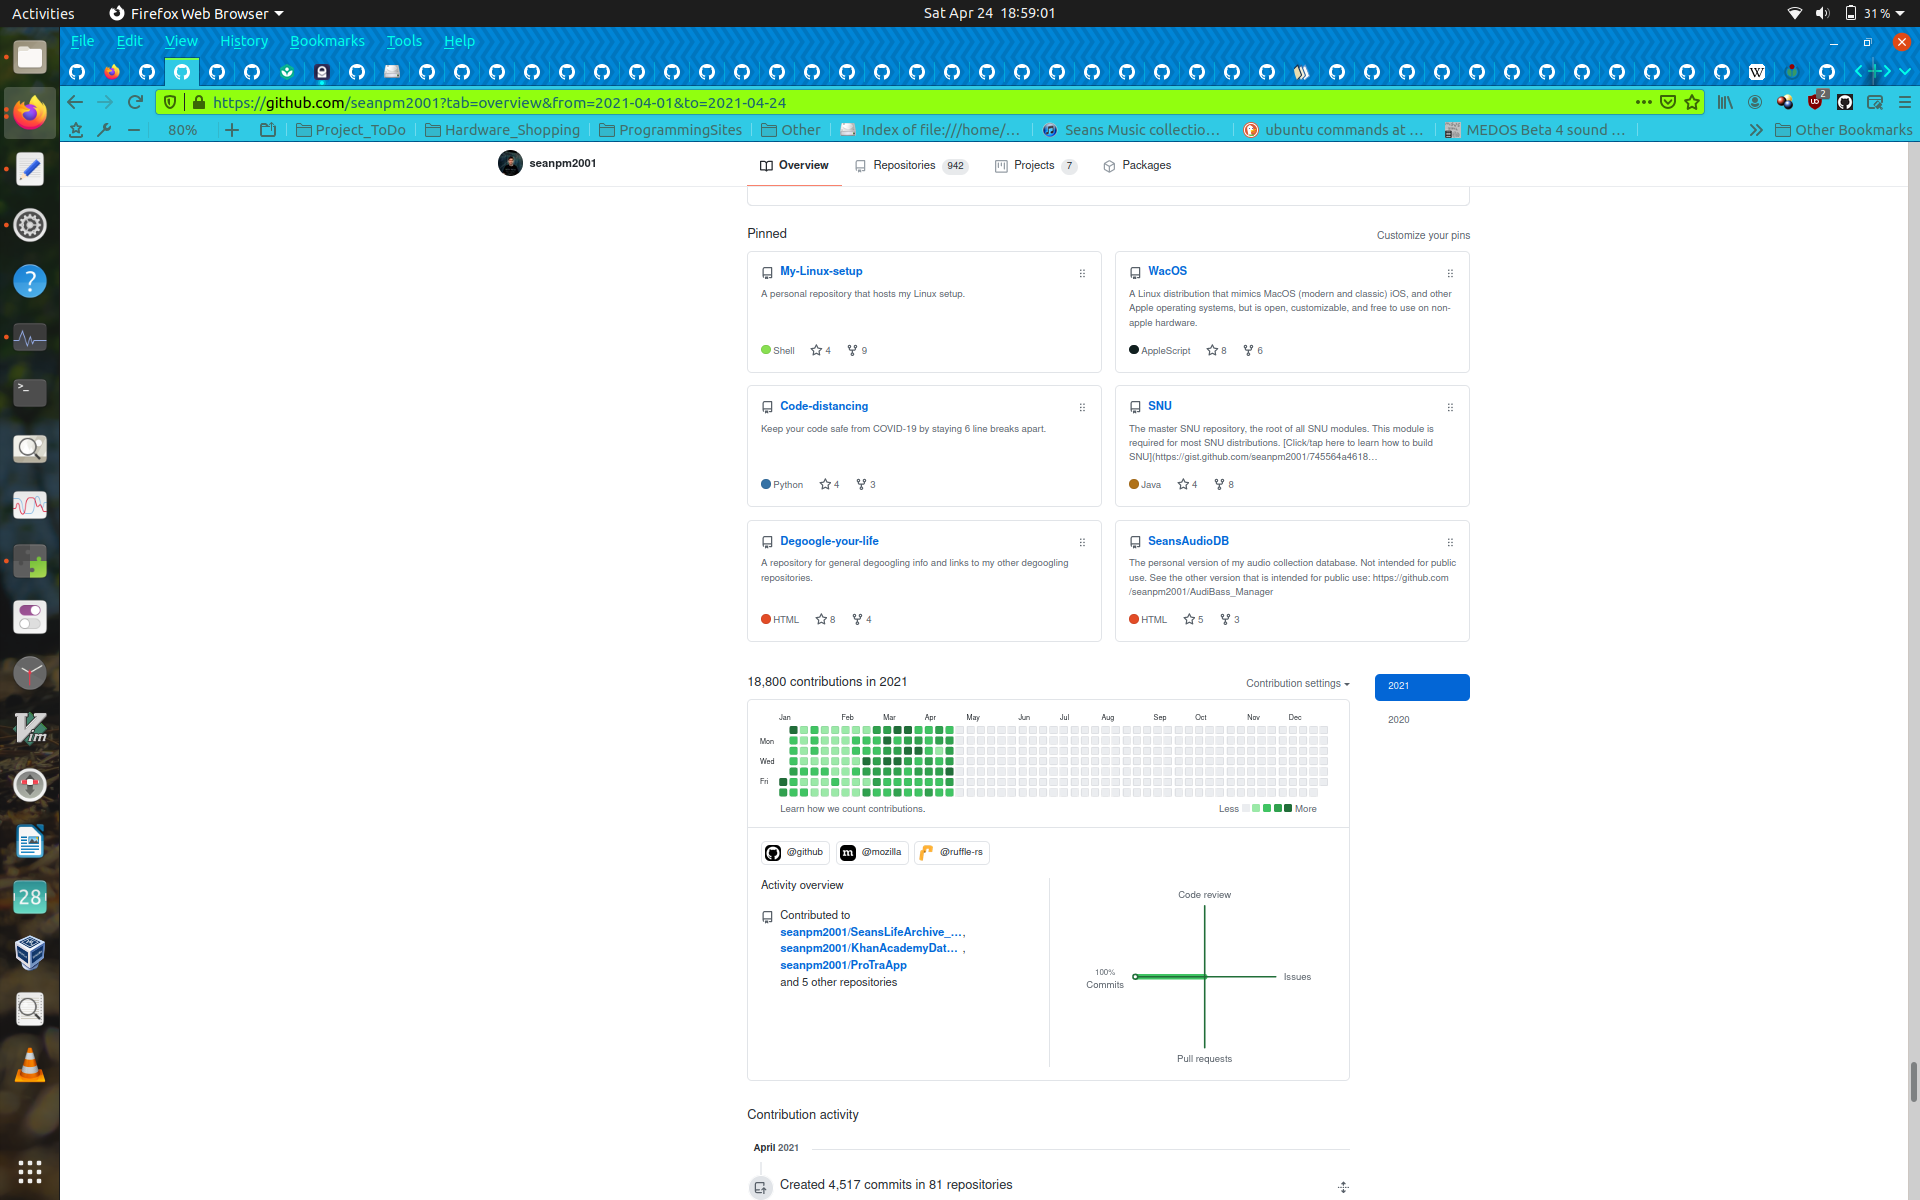 Activities
Firefox Web Browser
Sat Apr 24 18:59:01
31 %
File Edit View History Bookmarks Tools Help
W
https://github.com/seanpm2001?tab=overview&from=2021-04-01&to=2021-04-24
2
80%
Project_ToDo
Hardware_Shopping
ProgrammingSites
Other
Index of file:///home/…
Seans Music collectio…
ubuntu commands at …
MEDOS Beta 4 sound …
Other Bookmarks
seanpm2001
Overview
Repositories 942
Projects 7
Packages
Pinned
Customize your pins
My-Linux-setup
A personal repository that hosts my Linux setup.
Shell 4 9
WacOS
A Linux distribution that mimics MacOS (modern and classic) iOS, and other
Apple operating systems, but is open, customizable, and free to use on non-
apple hardware.
AppleScript 8 6
Code-distancing
Keep your code safe from COVID-19 by staying 6 line breaks apart.
Python 4 3
SNU
The master SNU repository, the root of all SNU modules. This module is
required for most SNU distributions. [Click/tap here to learn how to build
SNU](https://gist.github.com/seanpm2001/745564a4618…
Java 4 8
Degoogle-your-life
A repository for general degoogling info and links to my other degoogling
repositories.
HTML 8 4
SeansAudioDB
The personal version of my audio collection database. Not intended for public
use. See the other version that is intended for public use: https://github.com
/seanpm2001/AudiBass_Manager
HTML 5 3
18,800 contributions in 2021
Contribution settings
2021
2020
Jan Feb Mar Apr May Jun Jul Aug Sep Oct Nov Dec
Mon
Wed
Fri
Learn how we count contributions.
Less More
@github
m @mozilla
@ruffle-rs
Activity overview
Contributed to
seanpm2001/SeansLifeArchive_…,
seanpm2001/KhanAcademyDat… ,
seanpm2001/ProTraApp
and 5 other repositories
Code review
100%
Commits
Issues
Pull requests
Contribution activity
April 2021
Created 4,517 commits in 81 repositories
>_
?
VIM
28